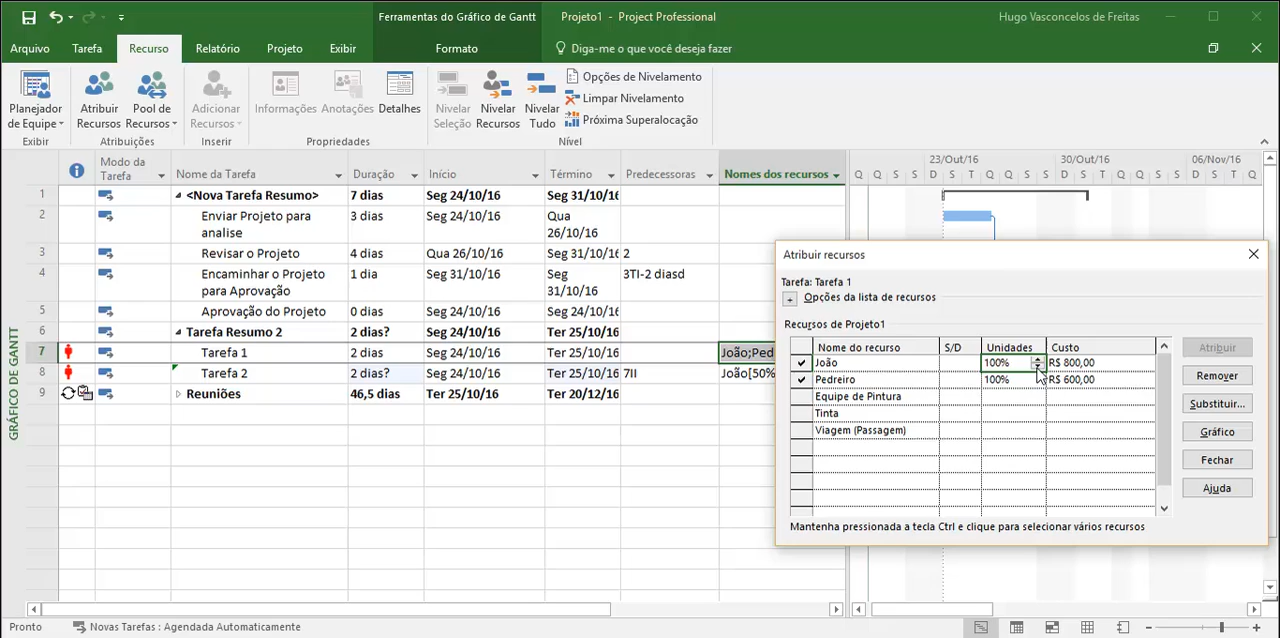 Ferramentas do Gráfico de Gantt
Projeto1 - Project Professional
Hugo Vasconcelos de Freitas
Arquivo
Tarefa
Recurso
Relatório
Projeto
Exibir
Formato
Diga-me o que você deseja fazer
Planejador
de Equipe
Atribuir
Recursos
Pool de
Recursos
Adicionar
Recursos
Informações
Anotações
Detalhes
Nivelar
Seleção
Nivelar
Recursos
Nivelar
Tudo
Opções de Nivelamento
Limpar Nivelamento
Próxima Superalocação
Exibir
Atribuições
Inserir
Propriedades
Nível
GRÁFICO DE GANTT
Modo da
Tarefa
Nome da Tarefa
Duração
Início
Término
Predecessoras
Nomes dos recursos
23/Out/16
30/Out/16
06/Nov/16
Q Q S S D S T Q Q S S D S T Q Q S S D S T Q
1 <Nova Tarefa Resumo> 7 dias Seg 24/10/16 Seg 31/10/16
2 Enviar Projeto para 3 dias Seg 24/10/16 Qua
analise 26/10/16
3 Revisar o Projeto 4 dias Qua 26/10/16 Seg 31/10/16 2
4 Encaminhar o Projeto 1 dia Seg 31/10/16 Seg 3TI-2 diasd
para Aprovação 31/10/16
5 Aprovação do Projeto 0 dias Seg 24/10/16 Seg 24/10/16
6 Tarefa Resumo 2 2 dias? Seg 24/10/16 Ter 25/10/16
7 Tarefa 1 2 dias Seg 24/10/16 Ter 25/10/16 João;Ped
8 Tarefa 2 2 dias? Seg 24/10/16 Ter 25/10/16 7II João[50%
9 Reuniões 46,5 dias Ter 25/10/16 Ter 20/12/16
Atribuir recursos
Tarefa: Tarefa 1
+ Opções da lista de recursos
Recursos de Projeto1
Nome do recurso S/D Unidades Custo
João 100% R$ 800,00
Pedreiro 100% R$ 600,00
Equipe de Pintura
Tinta
Viagem (Passagem)
Atribuir
Remover
Substituir...
Gráfico
Fechar
Ajuda
Mantenha pressionada a tecla Ctrl e clique para selecionar vários recursos
Pronto
Novas Tarefas : Agendada Automaticamente